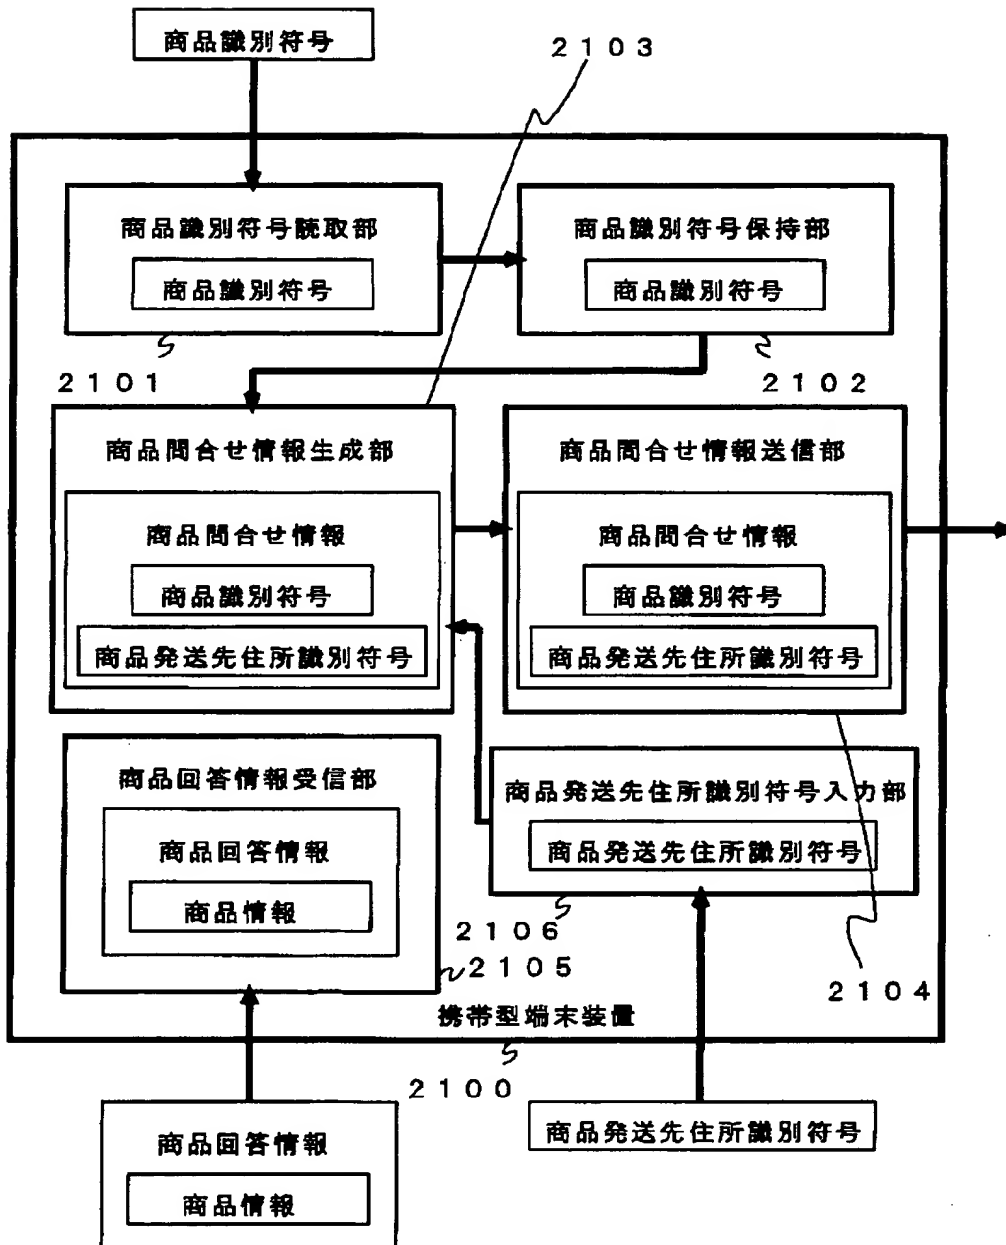 商品識別符号
2103
商品識別符号読取部
商品識別符号
商品識別符号保持部
商品識別符号
2101
2102
商品問合せ情報生成部
商品問合せ情報
商品識別符号
商品発送先住所識別符号
商品問合せ情報送信部
商品問合せ情報
商品識別符号
商品発送先住所識別符号
商品回答情報受信部
商品回答情報
商品情報
商品発送先住所識別符号入力部
商品発送先住所識別符号
2106
2105
2104
携帯型端末装置
2100
商品回答情報
商品情報
商品発送先住所識別符号